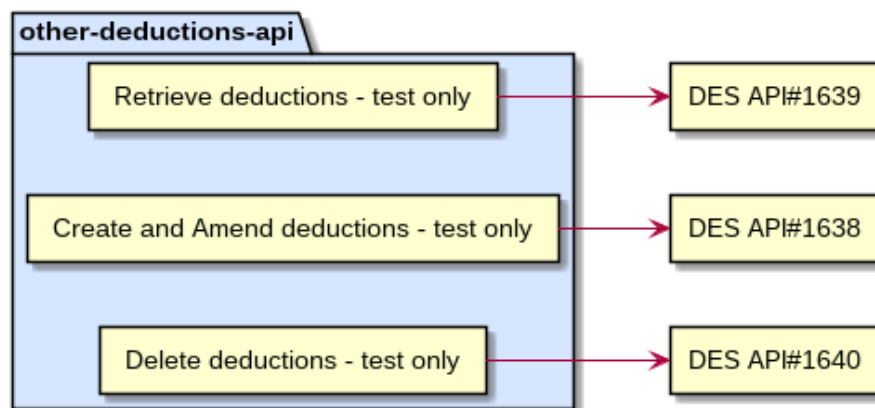 other-deductions-api
Retrieve deductions - test only
DES API#1639
Create and Amend deductions - test only
DES API#1638
Delete deductions - test only
DES API#1640